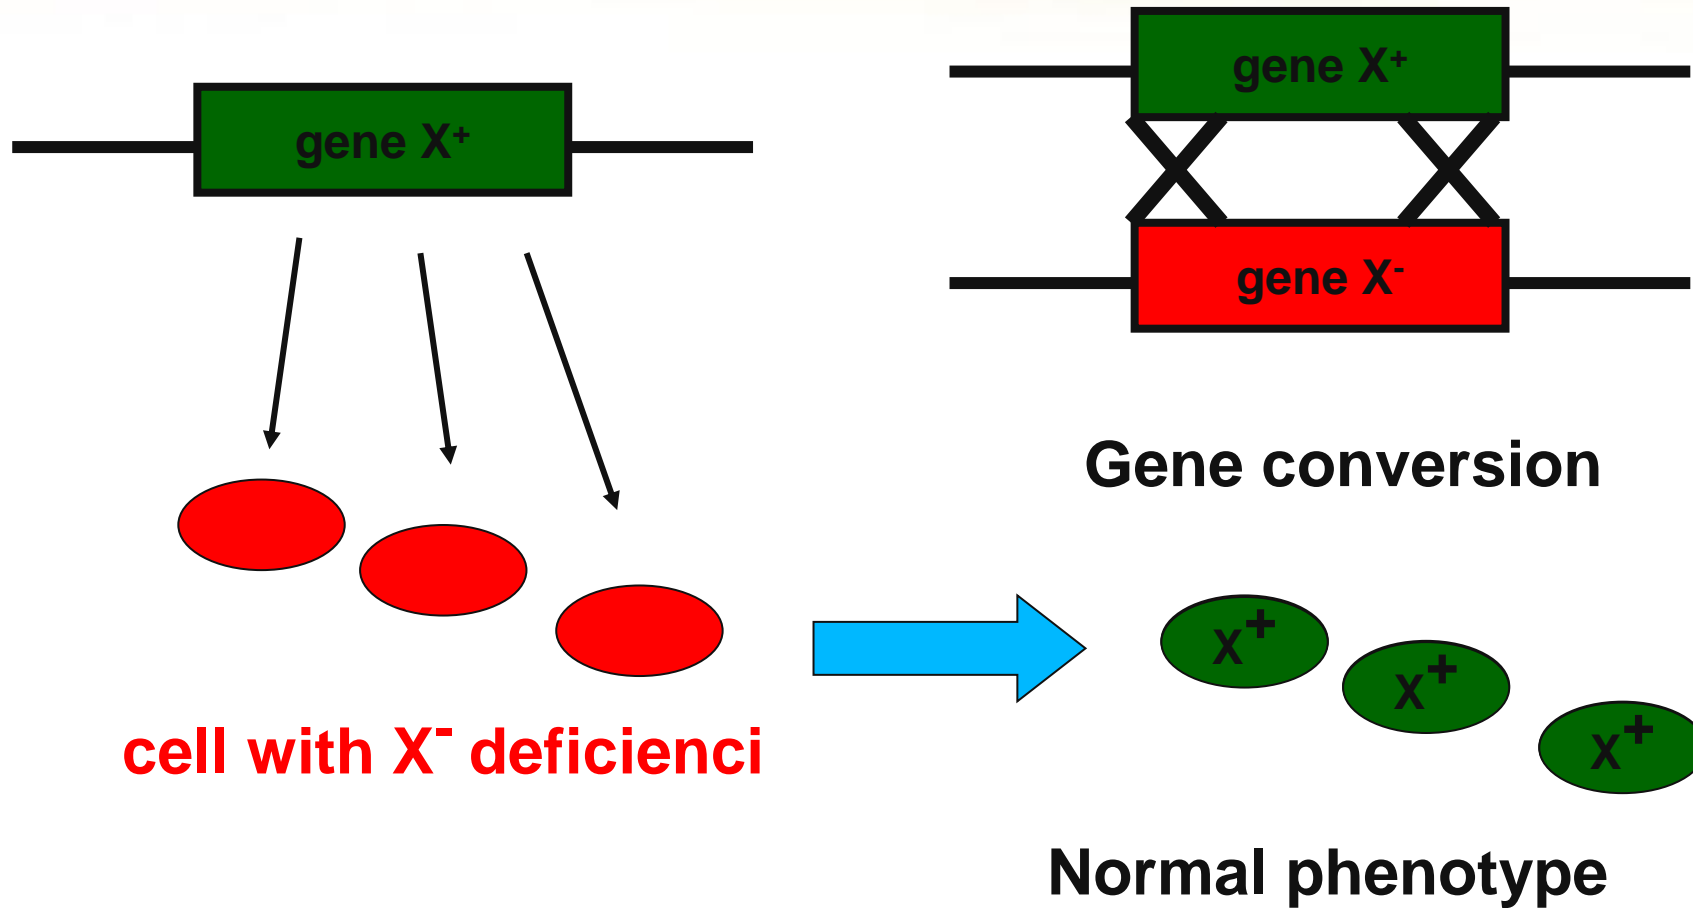 gene X⁺
cell with X⁻ deficienci
gene X⁺
gene X⁻
Gene conversion
X⁺
X⁺
X⁺
Normal phenotype